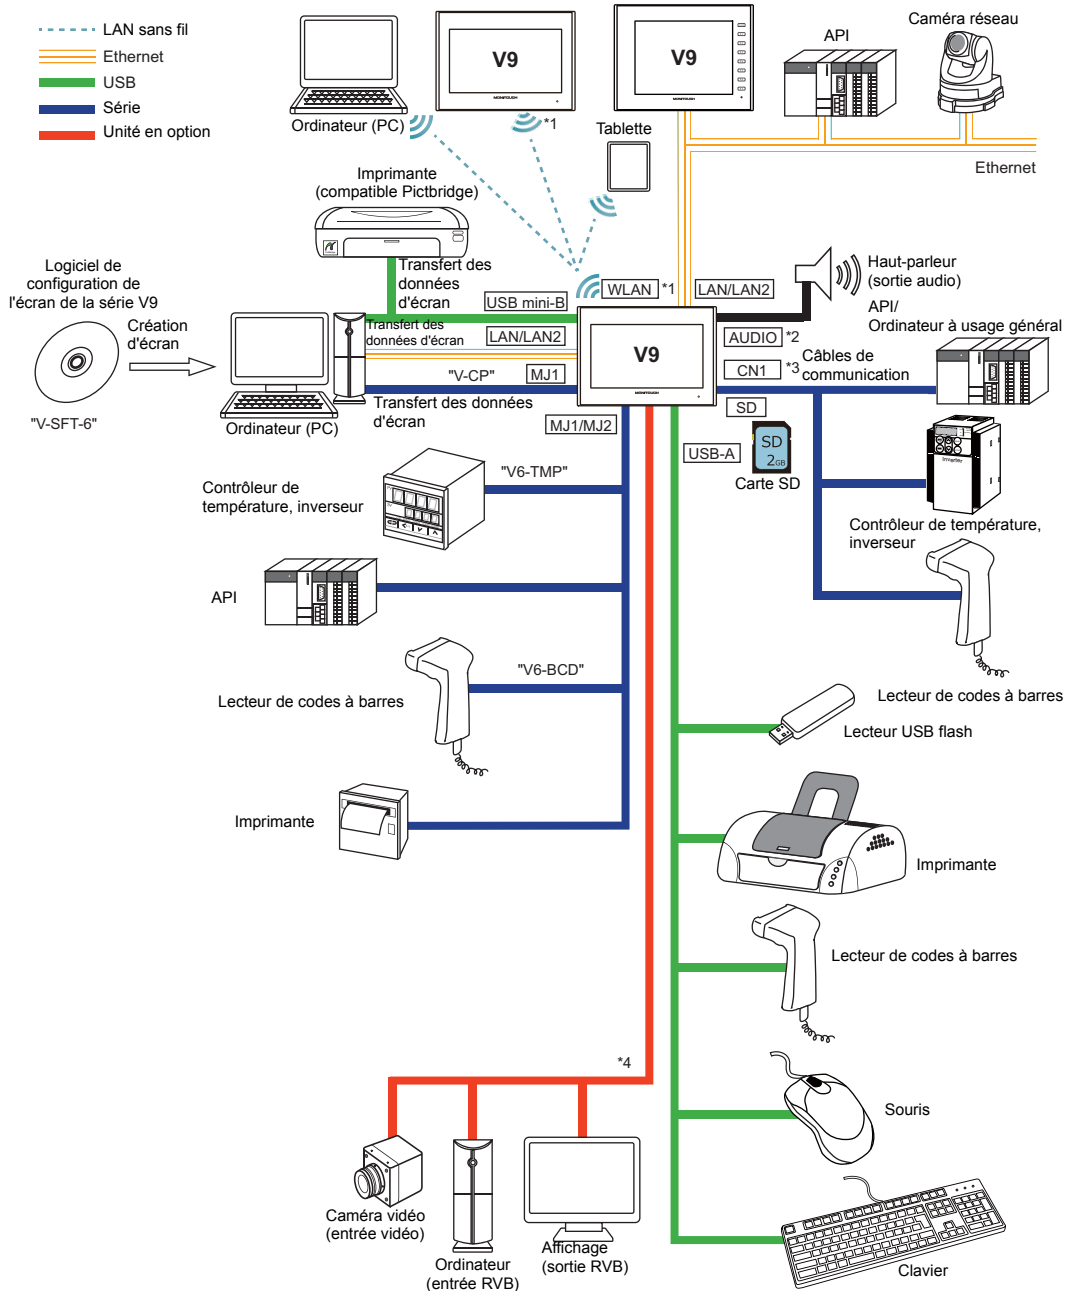 LAN sans fil
Ethernet
USB
Série
Unité en option
V9
MONITOUCH
V9
MONITOUCH
API
Caméra réseau
Ordinateur (PC)
*1
Tablette
Ethernet
Imprimante
(compatible Pictbridge)
Logiciel de
configuration de
l'écran de la série V9
Création
d'écran
"V-SFT-6"
Transfert des
données
d'écran
USB mini-B
WLAN
*1
LAN/LAN2
Haut-parleur
(sortie audio)
Transfert des
données d'écran
LAN/LAN2
V9
MONITOUCH
AUDIO
*2
API/
Ordinateur à usage général
"V-CP"
MJ1
CN1
*3
Câbles de
communication
Ordinateur (PC)
Transfert des données
d'écran
MJ1/MJ2
SD
USB-A
SD
2GB
Carte SD
Inverter
Contrôleur de
température, inverseur
"V6-TMP"
Contrôleur de température,
inverseur
API
Lecteur de codes à barres
"V6-BCD"
Lecteur de codes à barres
Lecteur USB flash
Imprimante
Imprimante
Lecteur de codes à barres
*4
Souris
Caméra vidéo
(entrée vidéo)
Ordinateur
(entrée RVB)
Affichage
(sortie RVB)
Clavier